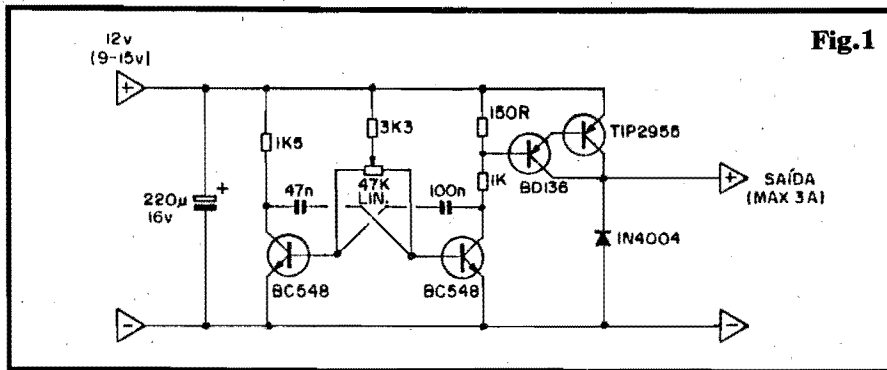 Fig.1
12v
(9-15v)
+
150R
3K3
TIP2955
1K5
+
47K
LIN.
1K
BD136
SAÍDA
(MAX 3A)
47n
100n
220µ
16v
+
1N4004
BC548
BC548
-
-